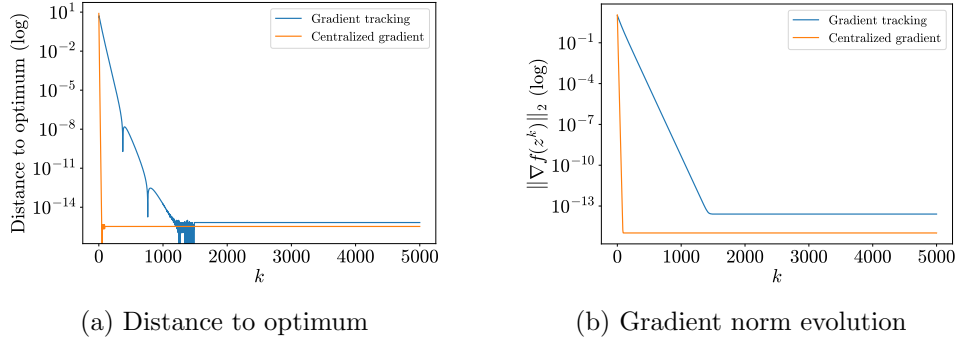 Distance to optimum (log)
10^1
10^{-2}
10^{-5}
10^{-8}
10^{-11}
10^{-14}
Gradient tracking
Centralized gradient
0 1000 2000 3000 4000 5000
k
(a) Distance to optimum
‖∇f(z^k)‖_2 (log)
10^{-1}
10^{-4}
10^{-7}
10^{-10}
10^{-13}
Gradient tracking
Centralized gradient
0 1000 2000 3000 4000 5000
k
(b) Gradient norm evolution